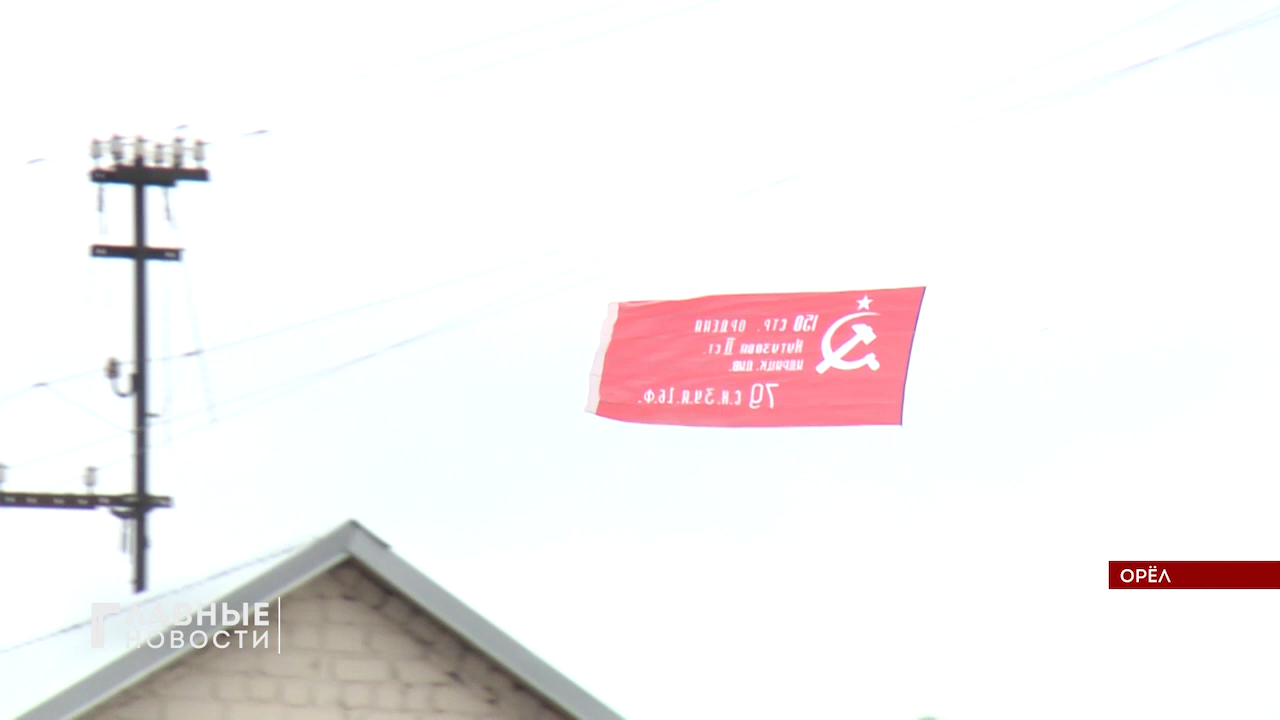 150 СТР. ОРДЕНА
КУТУЗОВА II СТ.
ИДРИЦК. ДИВ.
79 С.К. 3 У.А. 1 Б.Ф.
ОРЁЛ
ГЛАВНЫЕ
НОВОСТИ